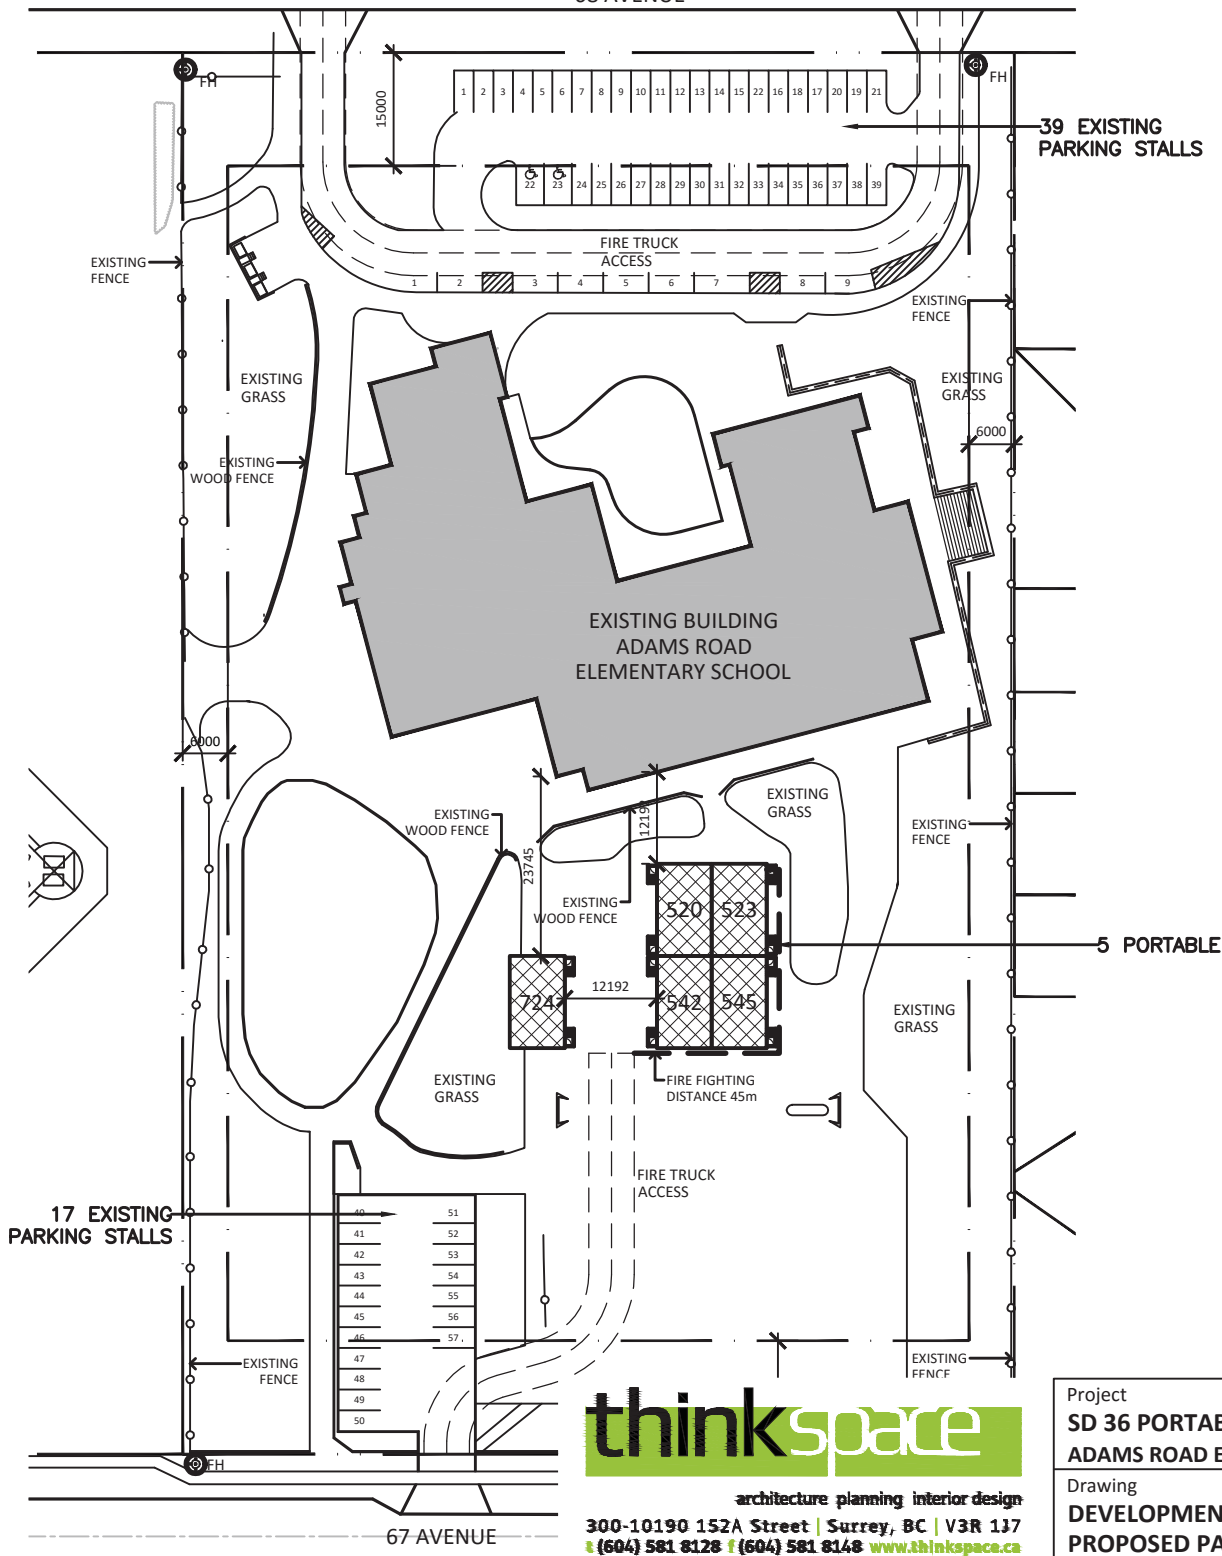 FH
FH
15000
1 2 3 4 5 6 7 8 9 10 11 12 13 14 15 22 16 18 17 20 19 21
39 EXISTING
PARKING STALLS
22 23 24 25 26 27 28 29 30 31 32 33 34 35 36 37 38 39
FIRE TRUCK
ACCESS
1 2 3 4 5 6 7 8 9
EXISTING
FENCE
EXISTING
FENCE
EXISTING
GRASS
EXISTING
GRASS
6000
EXISTING
WOOD FENCE
EXISTING BUILDING
ADAMS ROAD
ELEMENTARY SCHOOL
6000
EXISTING
WOOD FENCE
23745
EXISTING
GRASS
EXISTING
FENCE
EXISTING
WOOD FENCE
520 523
5 PORTABLE
724
12192
542 545
EXISTING
GRASS
EXISTING
GRASS
FIRE FIGHTING
DISTANCE 45m
FIRE TRUCK
ACCESS
17 EXISTING
PARKING STALLS
40 51
41 52
42 53
43 54
44 55
45 56
46 57
47
48
49
50
EXISTING
FENCE
EXISTING
FENCE
FH
67 AVENUE
thinkspace
architecture planning interior design
300-10190 152A Street | Surrey, BC | V3R 1J7
t (604) 581 8128 f (604) 581 8148 www.thinkspace.ca
Project
SD 36 PORTAB
ADAMS ROAD E
Drawing
DEVELOPMEN
PROPOSED PA